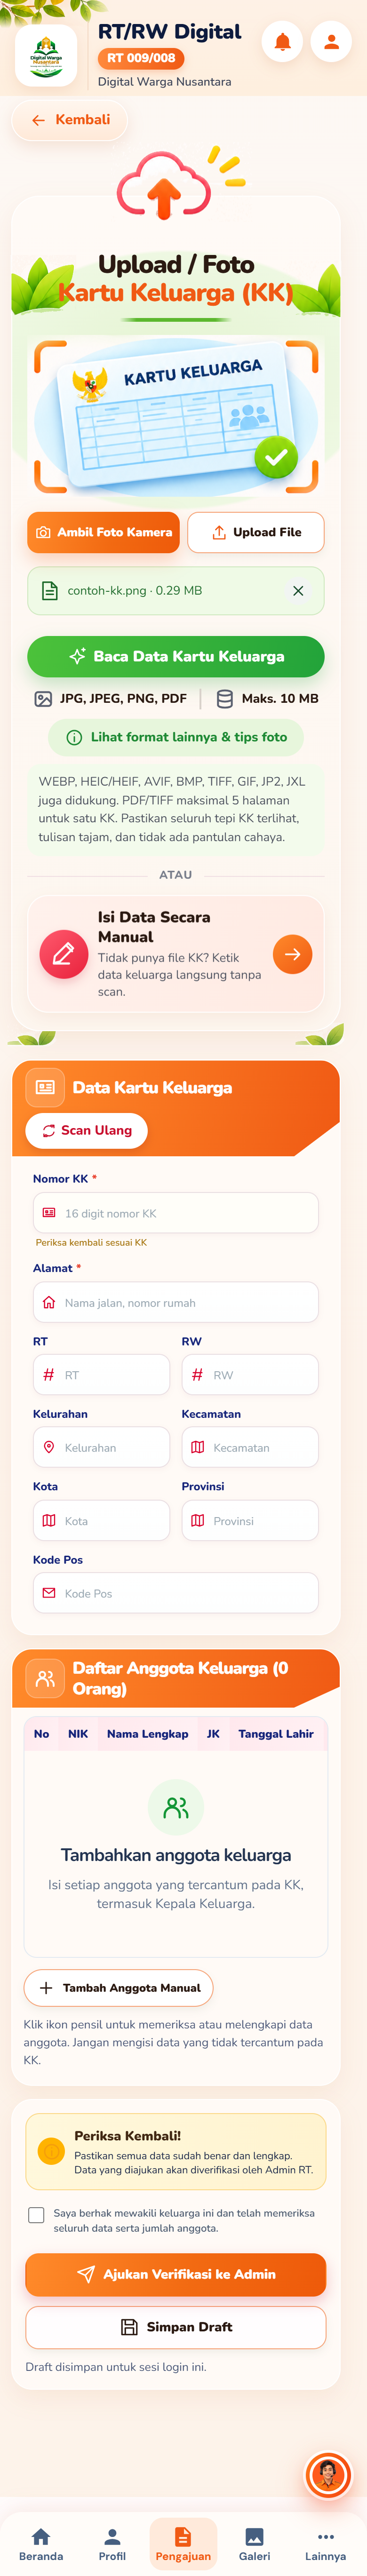 RT/RW Digital
RT 009/008
Digital Warga Nusantara
Digital Warga
Nusantara
Kembali
Upload / Foto
Kartu Keluarga (KK)
KARTU KELUARGA
Ambil Foto Kamera
Upload File
contoh-kk.png · 0.29 MB
Baca Data Kartu Keluarga
JPG, JPEG, PNG, PDF
Maks. 10 MB
Lihat format lainnya & tips foto
WEBP, HEIC/HEIF, AVIF, BMP, TIFF, GIF, JP2, JXL
juga didukung. PDF/TIFF maksimal 5 halaman
untuk satu KK. Pastikan seluruh tepi KK terlihat,
tulisan tajam, dan tidak ada pantulan cahaya.
ATAU
Isi Data Secara
Manual
Tidak punya file KK? Ketik
data keluarga langsung tanpa
scan.
Data Kartu Keluarga
Scan Ulang
Nomor KK *
16 digit nomor KK
Periksa kembali sesuai KK
Alamat *
Nama jalan, nomor rumah
RT RW
# RT # RW
Kelurahan Kecamatan
Kelurahan Kecamatan
Kota Provinsi
Kota Provinsi
Kode Pos
Kode Pos
Daftar Anggota Keluarga (0
Orang)
No NIK Nama Lengkap JK Tanggal Lahir
Tambahkan anggota keluarga
Isi setiap anggota yang tercantum pada KK,
termasuk Kepala Keluarga.
Tambah Anggota Manual
Klik ikon pensil untuk memeriksa atau melengkapi data
anggota. Jangan mengisi data yang tidak tercantum pada
KK.
Periksa Kembali!
Pastikan semua data sudah benar dan lengkap.
Data yang diajukan akan diverifikasi oleh Admin RT.
Saya berhak mewakili keluarga ini dan telah memeriksa
seluruh data serta jumlah anggota.
Ajukan Verifikasi ke Admin
Simpan Draft
Draft disimpan untuk sesi login ini.
Beranda Profil Pengajuan Galeri Lainnya